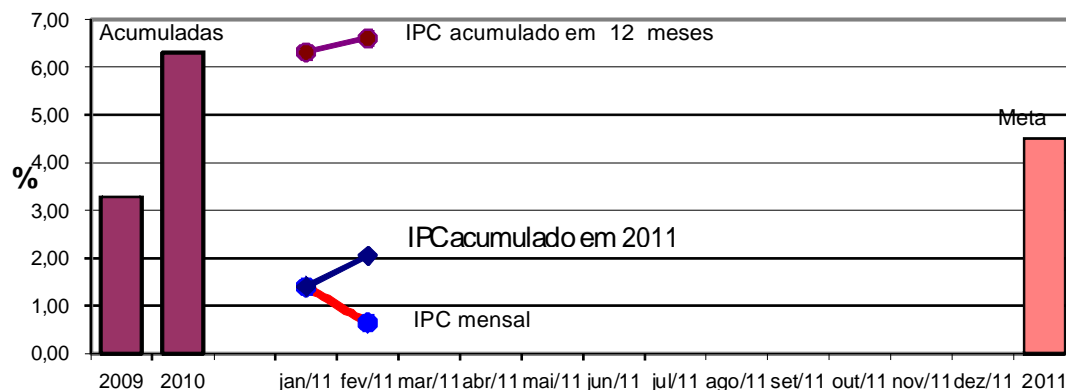 7,00
Acumuladas
IPC acumulado em 12 meses
6,00
5,00
Meta
4,00
%
3,00
IPCacumulado em 2011
2,00
1,00
IPC mensal
0,00
2009 2010 jan/11 fev/11 mar/11 abr/11 mai/11 jun/11 jul/11 ago/11 set/11 out/11 nov/11 dez/11 2011